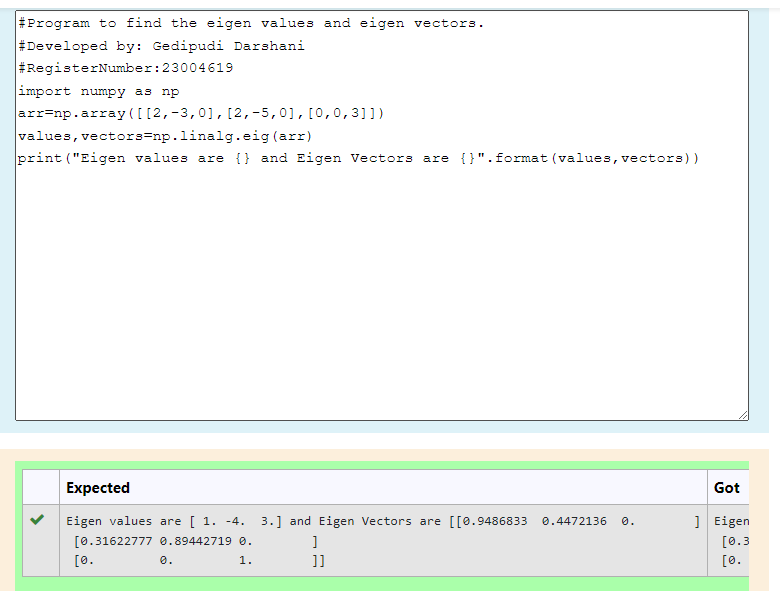 #Program to find the eigen values and eigen vectors.
#Developed by: Gedipudi Darshani
#RegisterNumber:23004619
import numpy as np
arr=np.array([[2,-3,0],[2,-5,0],[0,0,3]])
values,vectors=np.linalg.eig(arr)
print("Eigen values are {} and Eigen Vectors are {}".format(values,vectors))
Expected Got
Eigen values are [ 1. -4.  3.] and Eigen Vectors are [[0.9486833  0.4472136  0.        ] Eigen
[0.31622777 0.89442719 0.        ] [0.3
[0.         0.         1.        ]] [0.